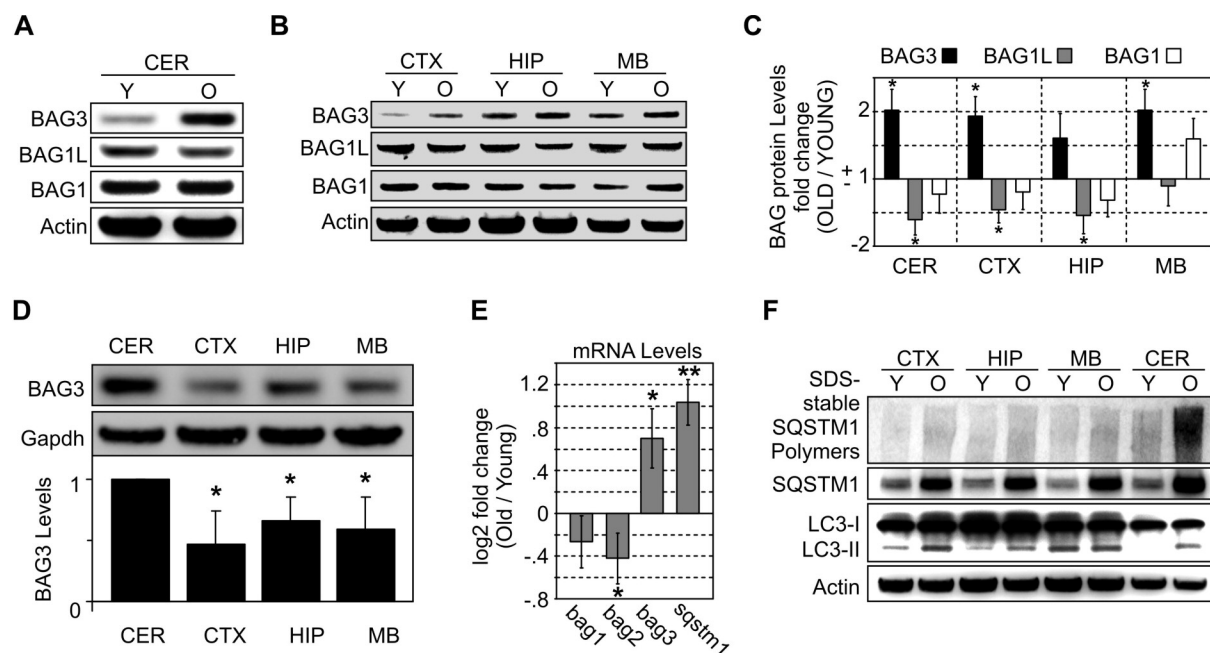 A
CER
Y O
BAG3
BAG1L
BAG1
Actin
B
CTX HIP MB
Y O Y O Y O
BAG3
BAG1L
BAG1
Actin
C
BAG3 BAG1L BAG1
BAG protein Levels
fold change
(OLD / YOUNG)
* * *
2
+
- 1
-2
* * *
CER CTX HIP MB
D
CER CTX HIP MB
BAG3
Gapdh
BAG3 Levels
1
* * *
0
CER CTX HIP MB
E
mRNA Levels
log2 fold change
(Old / Young)
1.2
.8
.4
0
-.4
-.8
* **
*
bag1 bag2 bag3 sqstm1
F
CTX HIP MB CER
Y O Y O Y O Y O
SDS-
stable
SQSTM1
Polymers
SQSTM1
LC3-I
LC3-II
Actin